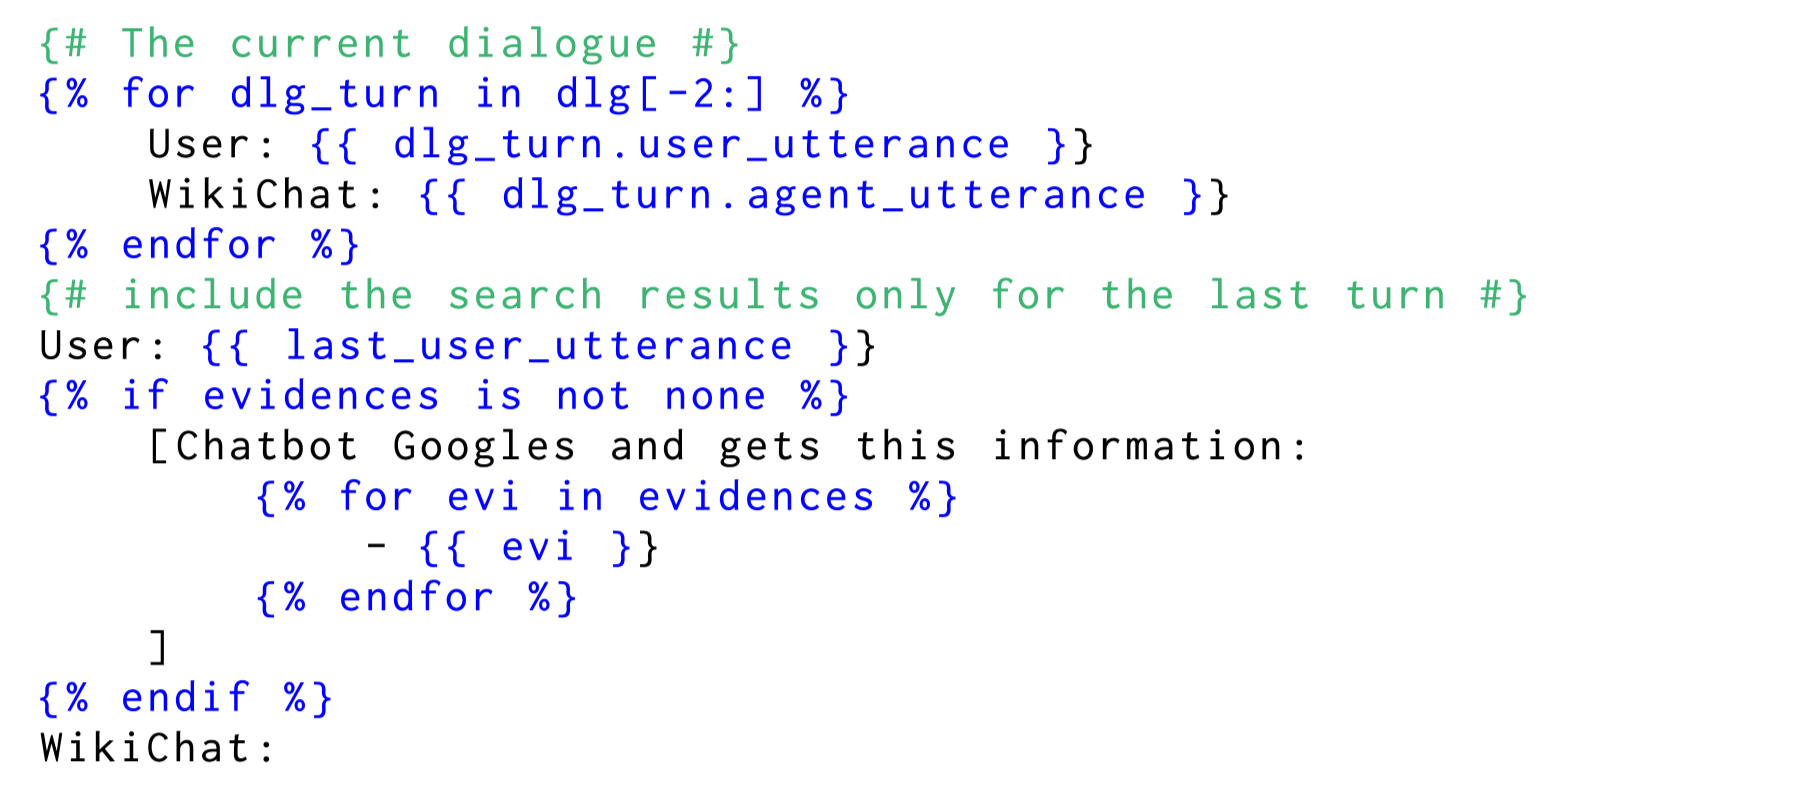 {# The current dialogue #}
{% for dlg_turn in dlg[-2:] %}
User: {{ dlg_turn.user_utterance }}
WikiChat: {{ dlg_turn.agent_utterance }}
{% endfor %}
{# include the search results only for the last turn #}
User: {{ last_user_utterance }}
{% if evidences is not none %}
[Chatbot Googles and gets this information:
{% for evi in evidences %}
- {{ evi }}
{% endfor %}
]
{% endif %}
WikiChat: